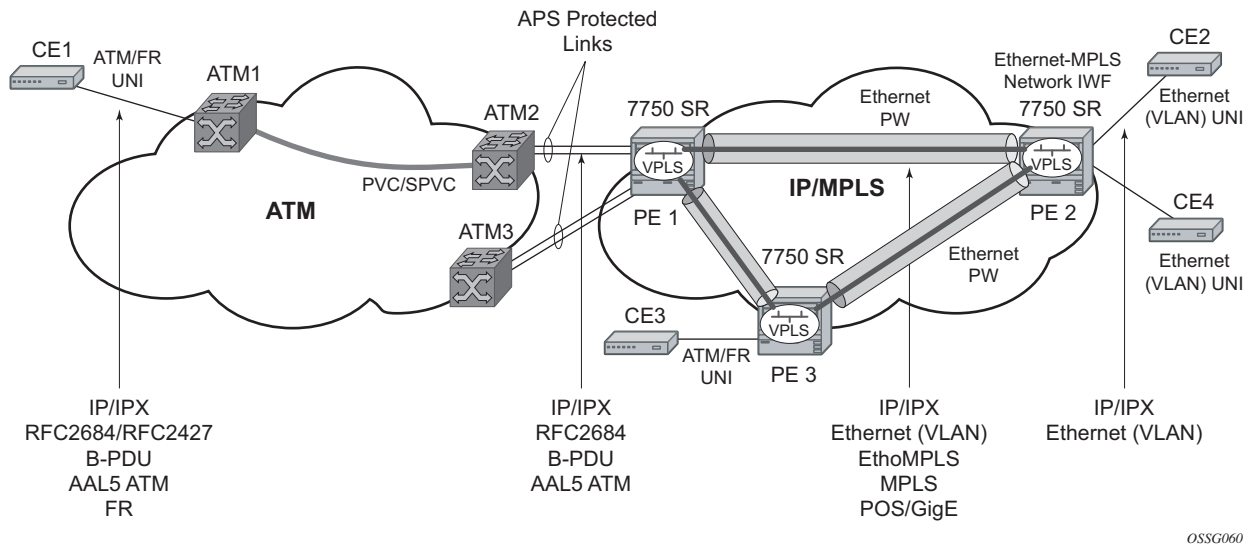 APS Protected
Links
CE1
ATM/FR
UNI
ATM1
ATM2
PVC/SPVC
ATM
ATM3
7750 SR
VPLS
PE 1
Ethernet
PW
IP/MPLS
Ethernet-MPLS
Network IWF
7750 SR
VPLS
PE 2
CE2
Ethernet
(VLAN) UNI
CE4
Ethernet
(VLAN) UNI
Ethernet
PW
7750 SR
VPLS
PE 3
CE3
ATM/FR
UNI
IP/IPX
RFC2684/RFC2427
B-PDU
AAL5 ATM
FR
IP/IPX
RFC2684
B-PDU
AAL5 ATM
IP/IPX
Ethernet (VLAN)
EthoMPLS
MPLS
POS/GigE
IP/IPX
Ethernet (VLAN)
OSSG060